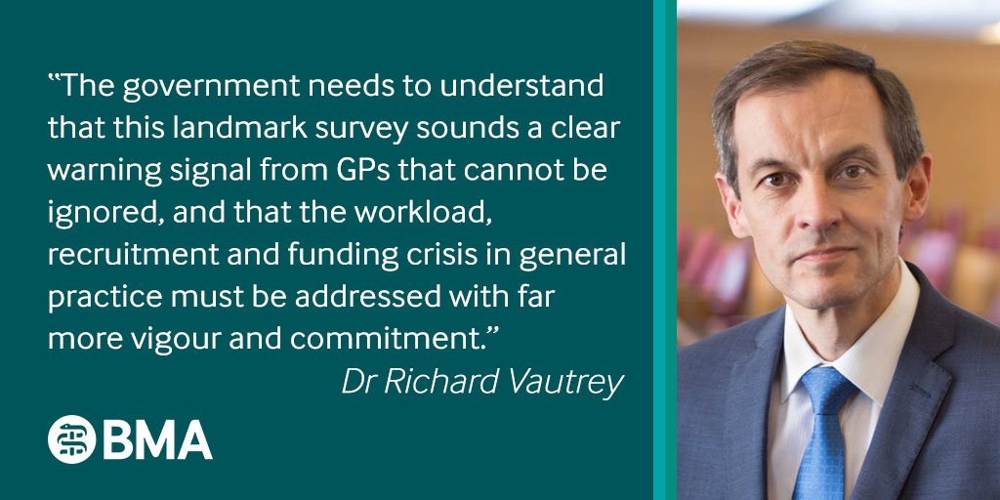 “The government needs to understand
that this landmark survey sounds a clear
warning signal from GPs that cannot be
ignored, and that the workload,
recruitment and funding crisis in general
practice must be addressed with far
more vigour and commitment.”
Dr Richard Vautrey
BMA